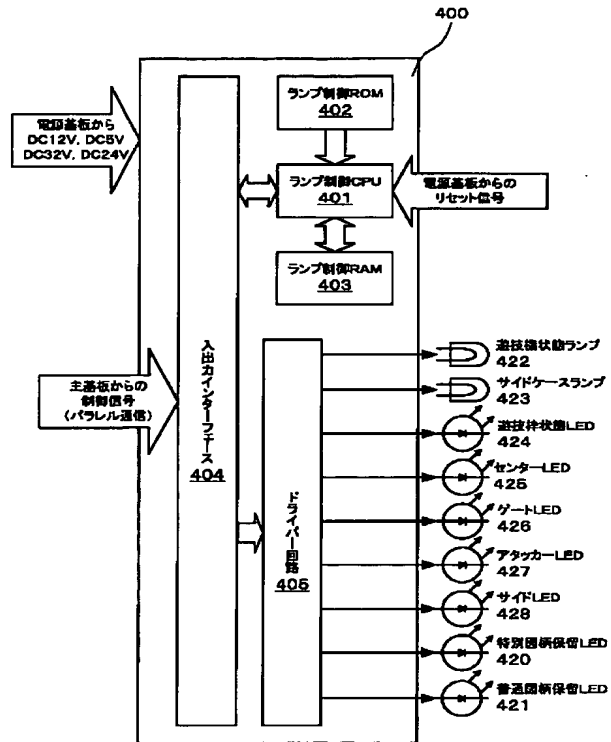 400
電源基板から
DC12V, DC5V
DC32V, DC24V
ランプ制御ROM
402
ランプ制御CPU
401
電源基板からの
リセット信号
ランプ制御RAM
403
主基板からの
制御信号
(パラレル通信)
入出力インターフェース
404
ドライバー回路
405
遊技機状態ランプ
422
サイドケースランプ
423
遊技枠状態LED
424
センターLED
425
ゲートLED
426
アタッカーLED
427
サイドLED
428
特別図柄保留LED
420
普通図柄保留LED
421